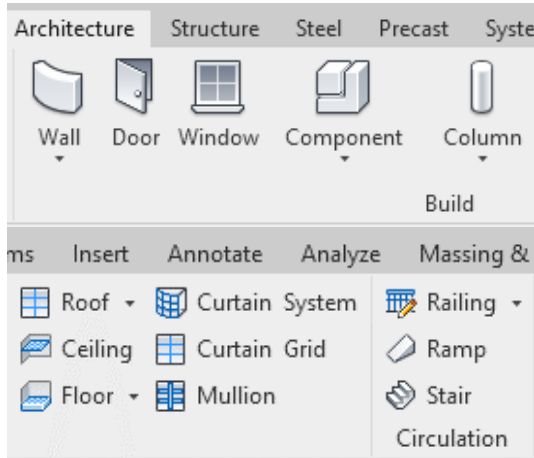 Architecture Structure Steel Precast Syste
Wall Door Window Component Column
Build
ms Insert Annotate Analyze Massing &
Roof Curtain System Railing
Ceiling Curtain Grid Ramp
Floor Mullion Stair
Circulation